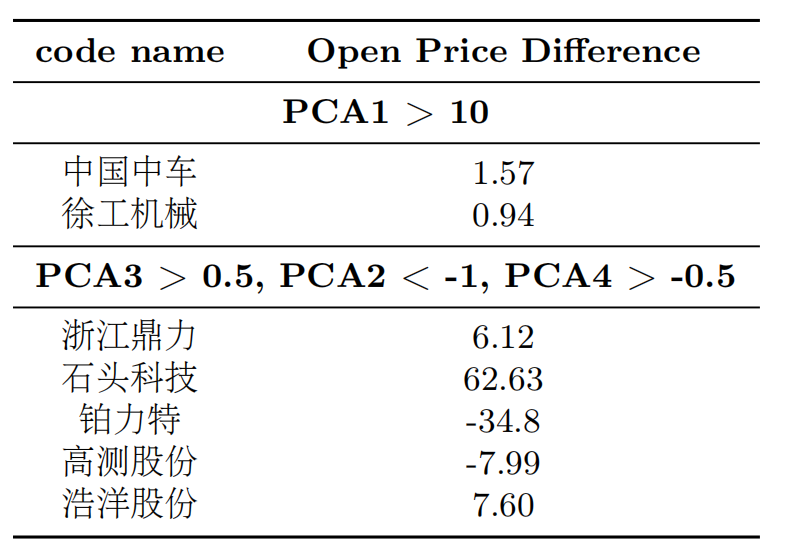 code name Open Price Difference
PCA1 > 10
中国中车 1.57
徐工机械 0.94
PCA3 > 0.5, PCA2 < -1, PCA4 > -0.5
浙江鼎力 6.12
石头科技 62.63
铂力特 -34.8
高测股份 -7.99
浩洋股份 7.60